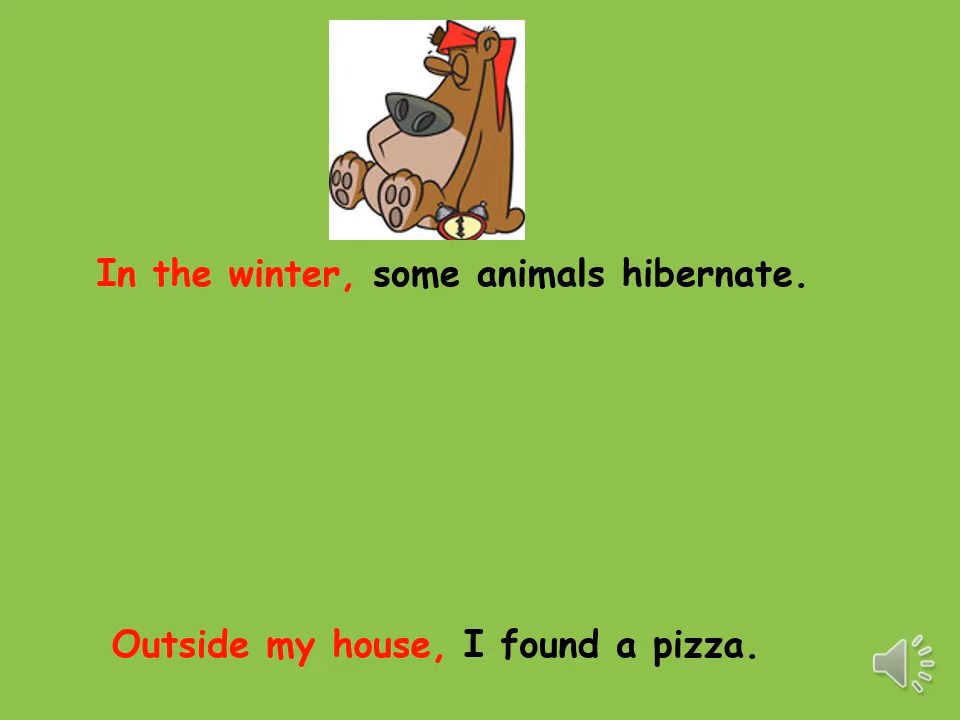 In the winter, some animals hibernate.
Outside my house, I found a pizza.